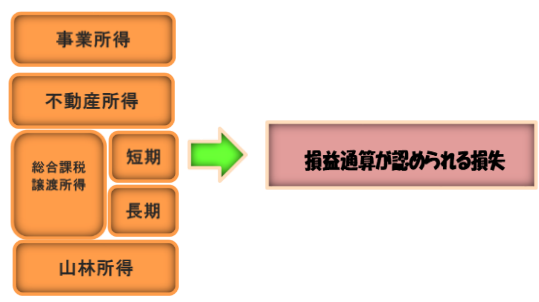 事業所得
不動産所得
総合課税
譲渡所得
短期
長期
山林所得
損益通算が認められる損失